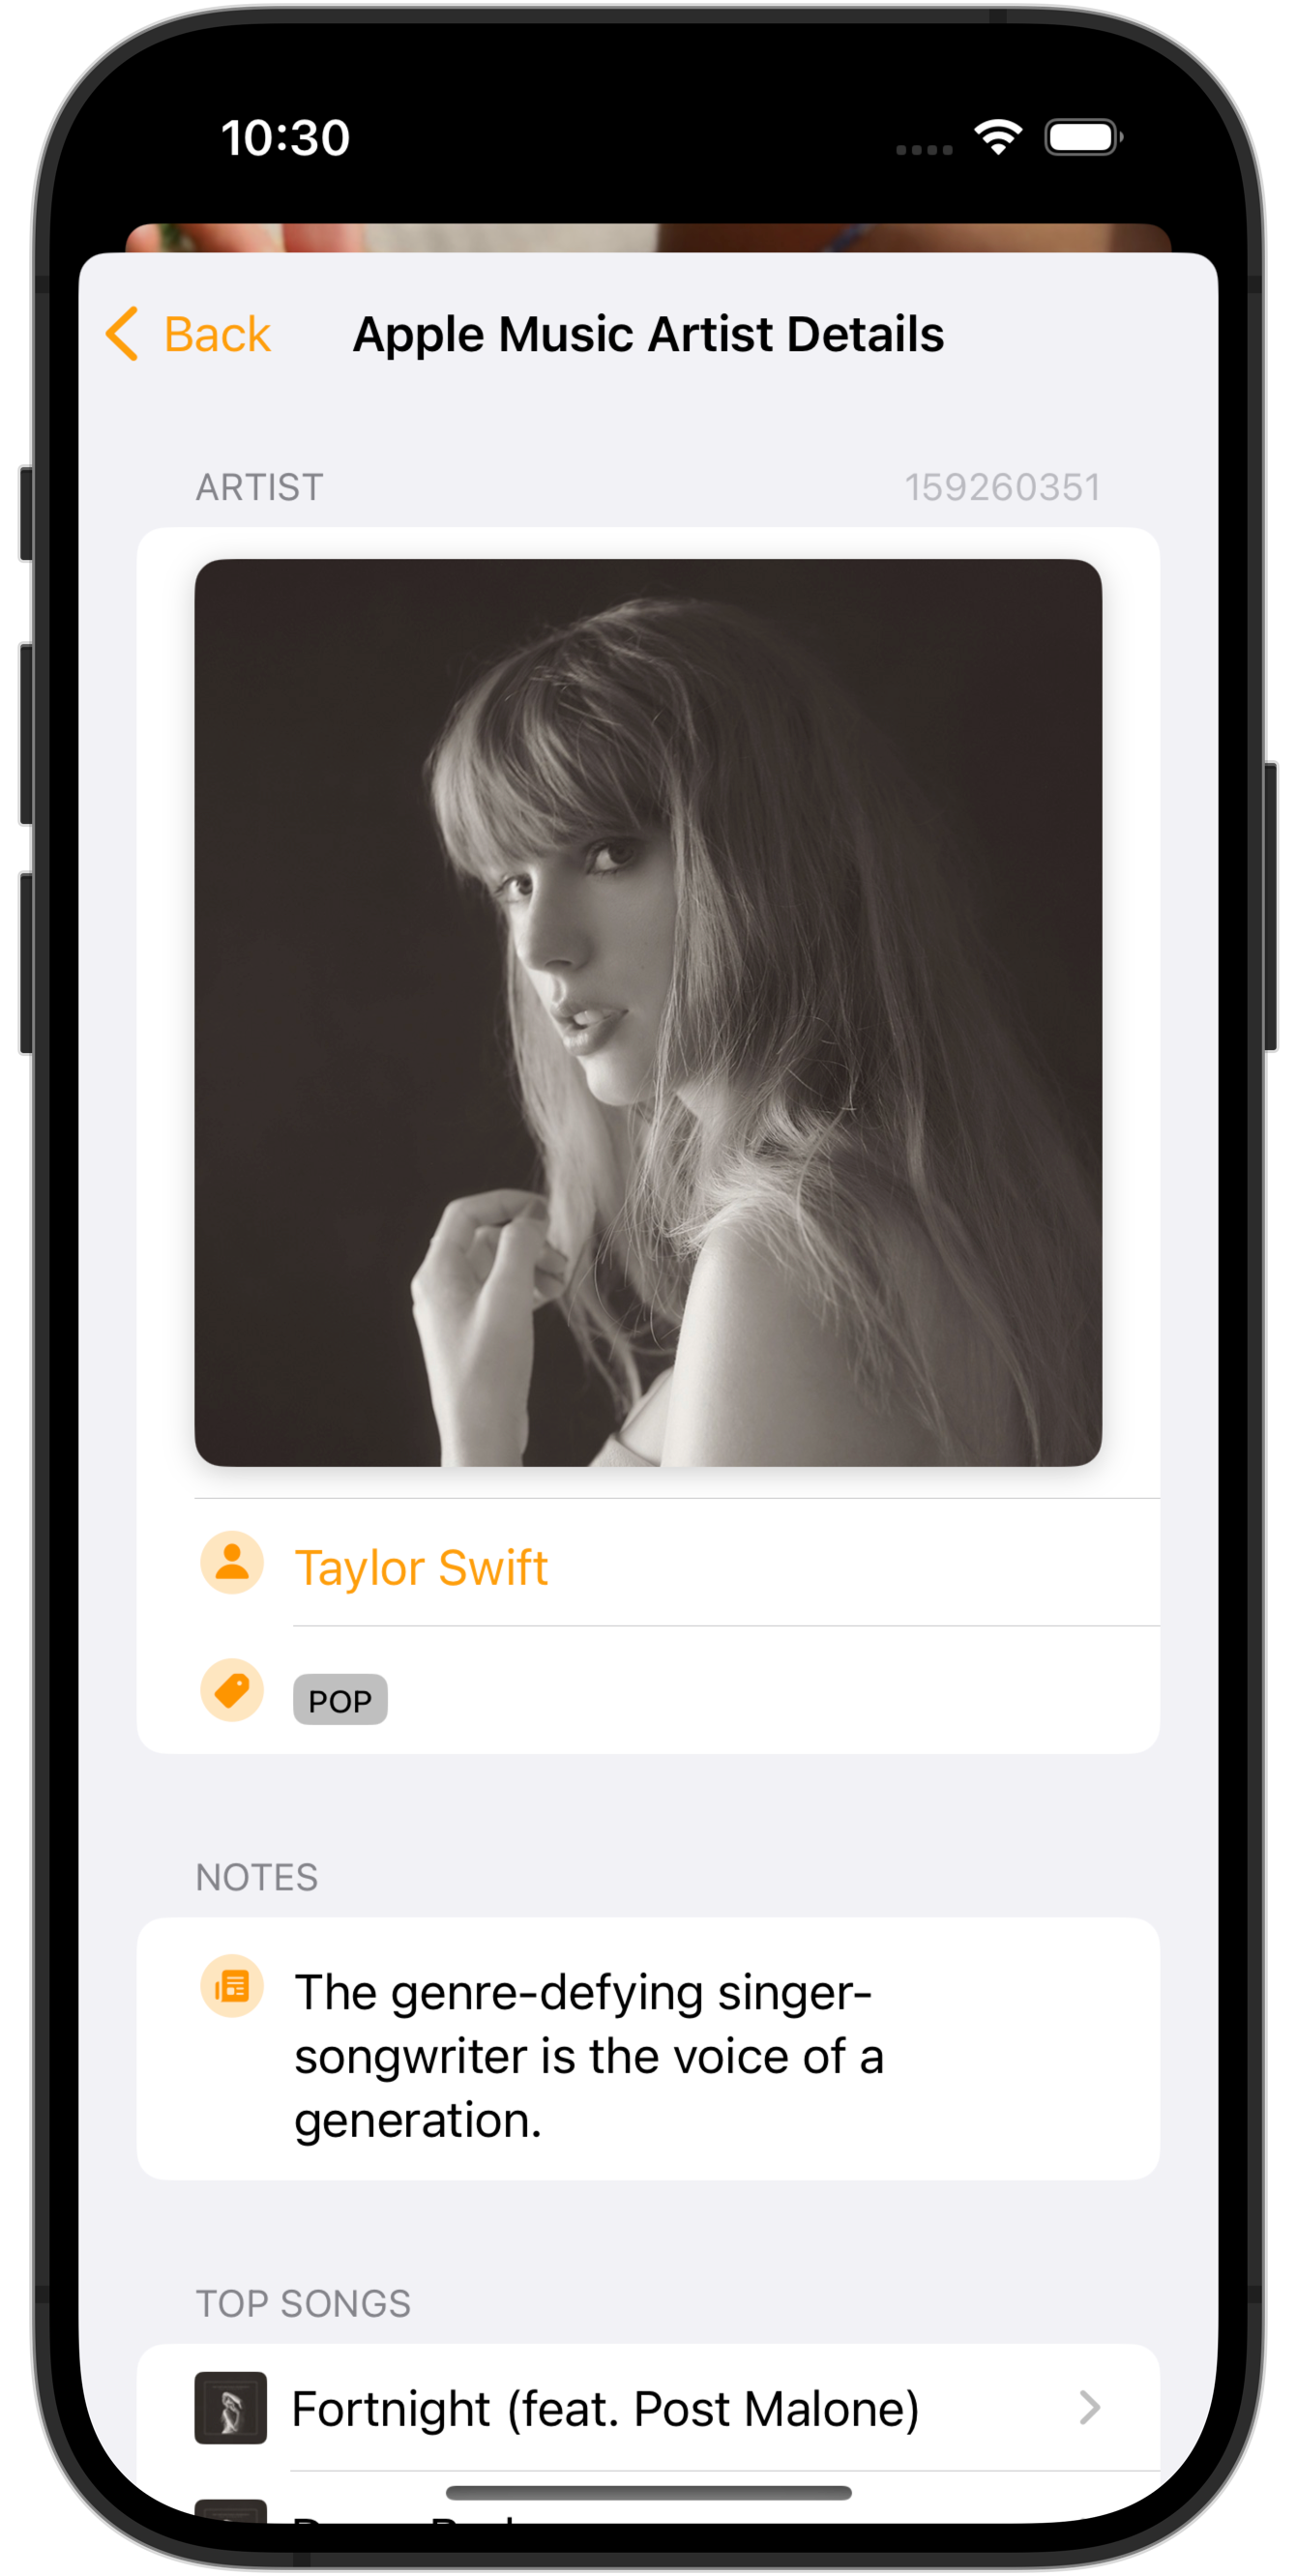 10:30
Back
Apple Music Artist Details
ARTIST
159260351
Taylor Swift
POP
NOTES
The genre-defying singer-
songwriter is the voice of a
generation.
TOP SONGS
Fortnight (feat. Post Malone)